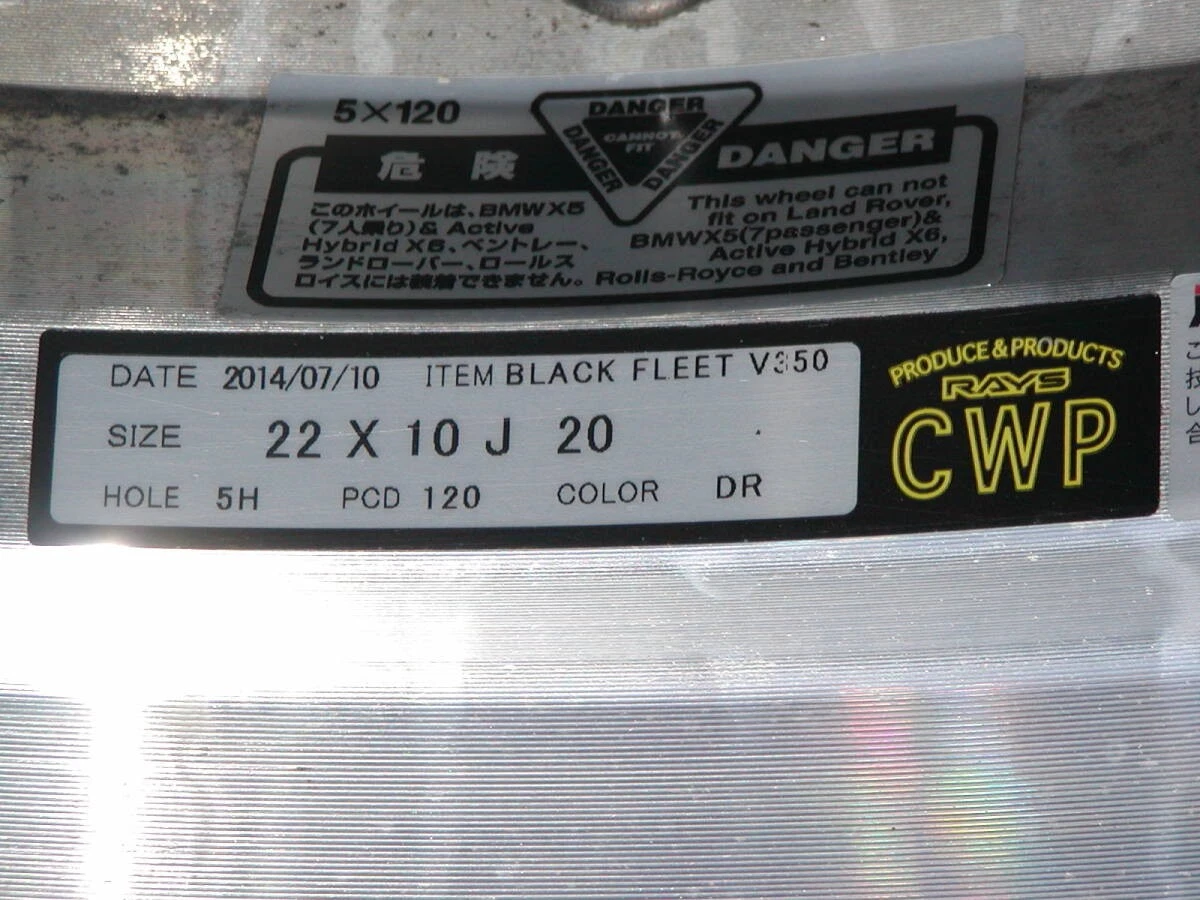 5×120
DANGER
DANGER
DANGER
CANNOT
FIT
危険
DANGER
このホイールは、BMWX5
(7人乗り)& Active
Hybrid X6、ベントレー、
ランドローバー、ロールス
ロイスには装着できません。
This wheel can not
fit on Land Rover,
BMWX5(7passenger)&
Active Hybrid X6,
Rolls-Royce and Bentley
DATE 2014/07/10 ITEM BLACK FLEET V350
SIZE 22 X 10 J 20
HOLE 5H PCD 120 COLOR DR
PRODUCE & PRODUCTS
RAYS
CWP
こ
技
し
合